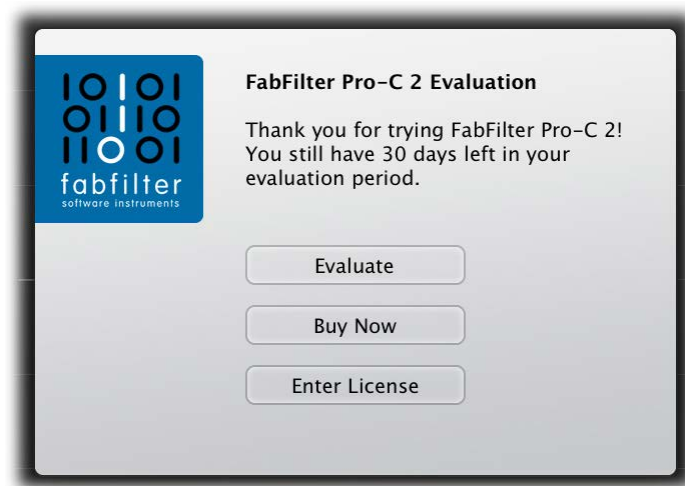 10101
01110
11001
fabfilter
software instruments
FabFilter Pro-C 2 Evaluation
Thank you for trying FabFilter Pro-C 2!
You still have 30 days left in your
evaluation period.
Evaluate
Buy Now
Enter License